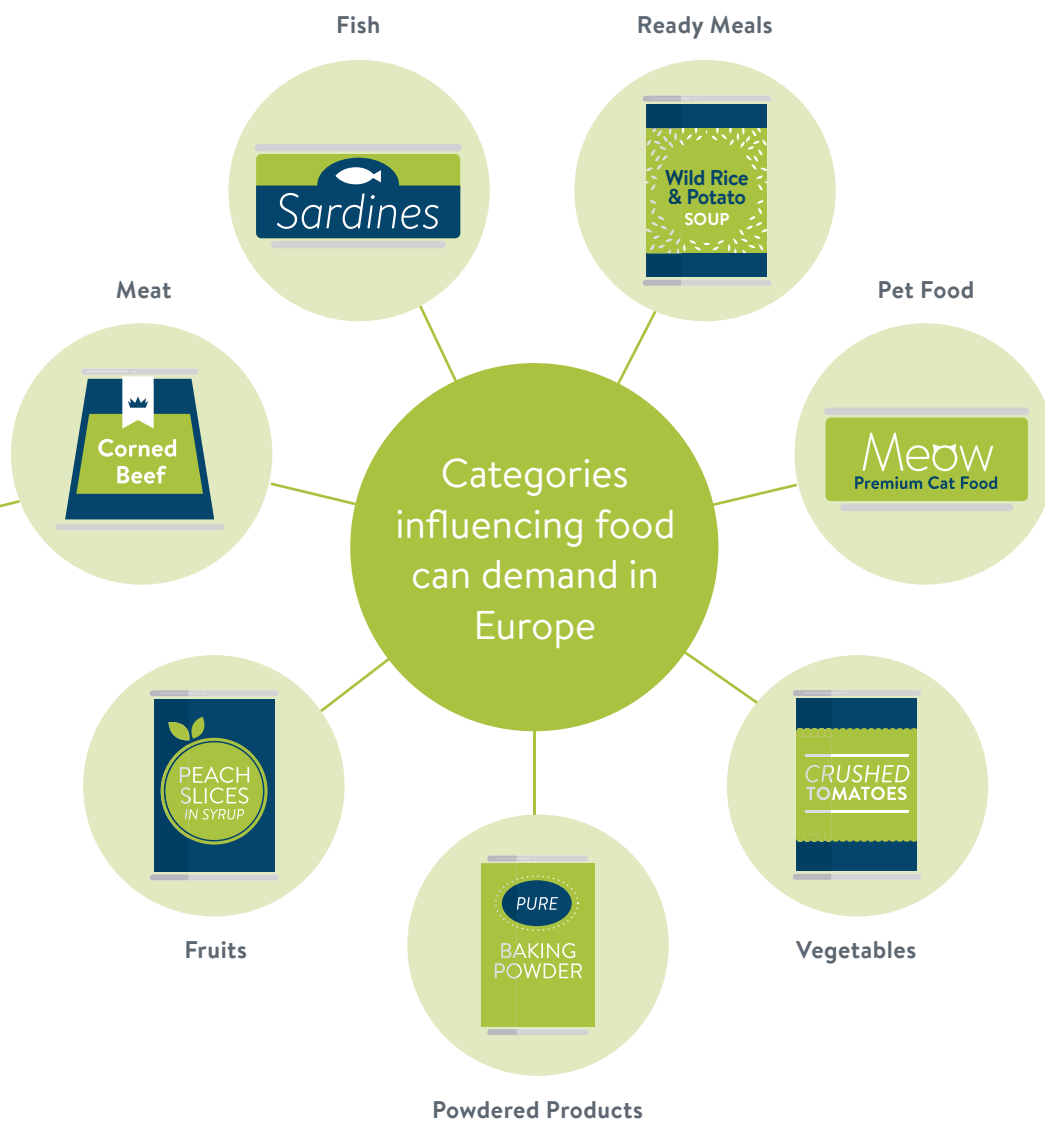 Fish
Ready Meals
Sardines
Wild Rice
& Potato
SOUP
Meat
Pet Food
Corned
Beef
Meow
Premium Cat Food
Categories
influencing food
can demand in
Europe
PEACH
SLICES
IN SYRUP
CRUSHED
TOMATOES
PURE
BAKING
POWDER
Fruits
Vegetables
Powdered Products